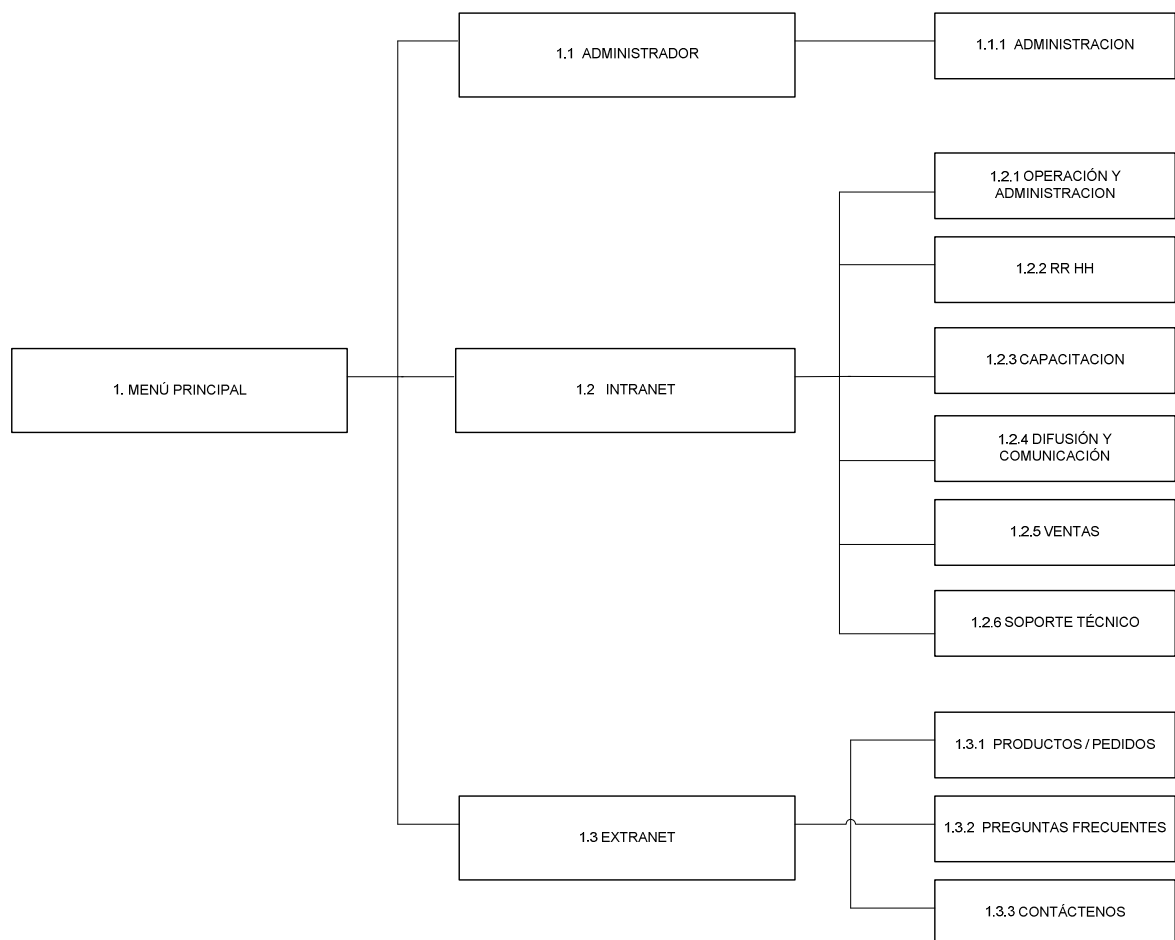 1. MENÚ PRINCIPAL
1.1 ADMINISTRADOR
1.1.1 ADMINISTRACION
1.2 INTRANET
1.2.1 OPERACIÓN Y
ADMINISTRACION
1.2.2 RR HH
1.2.3 CAPACITACION
1.2.4 DIFUSIÓN Y
COMUNICACIÓN
1.2.5 VENTAS
1.2.6 SOPORTE TÉCNICO
1.3 EXTRANET
1.3.1 PRODUCTOS / PEDIDOS
1.3.2 PREGUNTAS FRECUENTES
1.3.3 CONTÁCTENOS